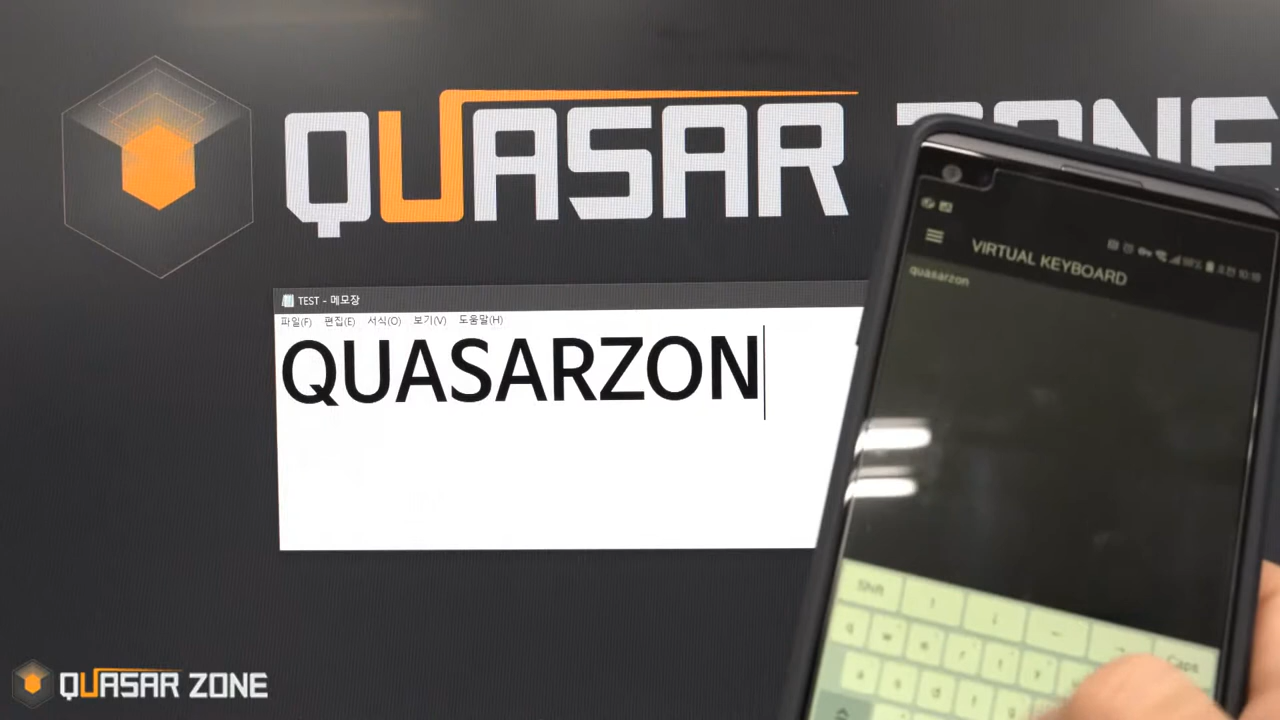 QUASAR ZONE
TEST - 메모장
파일(F) 편집(E) 서식(O) 보기(V) 도움말(H)
QUASARZON
VIRTUAL KEYBOARD
quasarzon
Shift ! ; Caps
q w e r t y
a s d f g
QUASAR ZONE